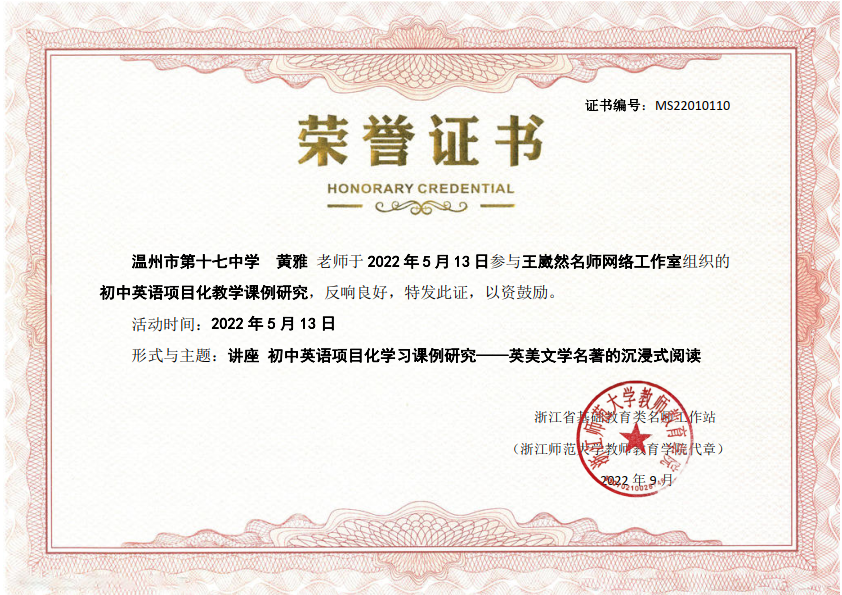 证书编号：MS22010110
荣誉证书
HONORARY CREDENTIAL
温州市第十七中学 黄雅 老师于 2022 年 5 月 13 日参与王崴然名师网络工作室组织的
初中英语项目化教学课例研究，反响良好，特发此证，以资鼓励。
活动时间：2022 年 5 月 13 日
形式与主题：讲座 初中英语项目化学习课例研究——英美文学名著的沉浸式阅读
浙江省基础教育类名师工作站
（浙江师范大学教师教育学院代章）
2022 年 9 月
浙江师范大学教师教育学院